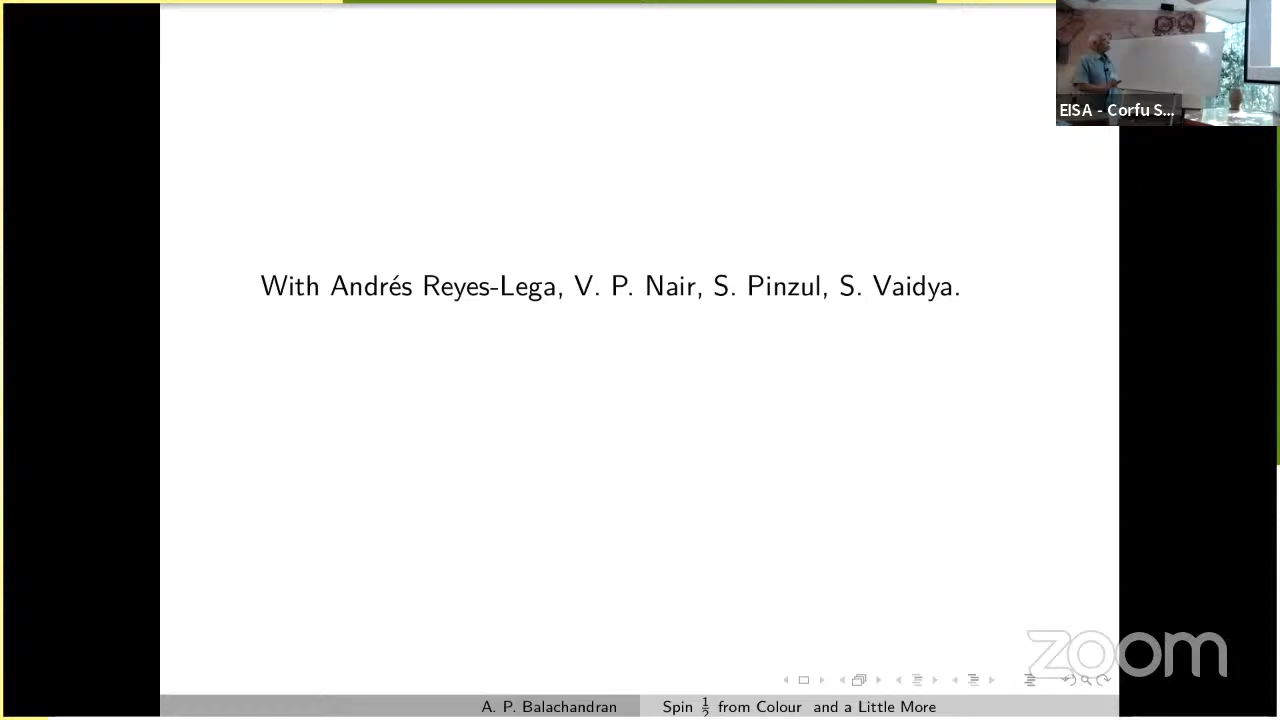 EISA - Corfu S...
With Andrés Reyes-Lega, V. P. Nair, S. Pinzul, S. Vaidya.
zoom
A. P. Balachandran Spin 1/2 from Colour and a Little More